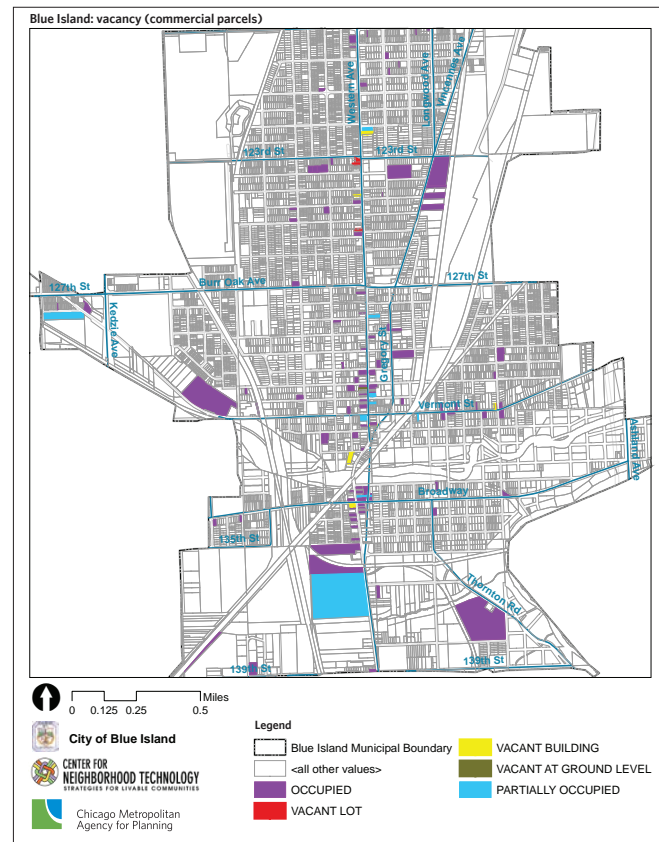 Blue Island: vacancy (commercial parcels)
Western Ave
Longwood Ave
Vincennes Ave
123rd St
123rd St
127th St
Burr Oak Ave
127th St
Kedzie Ave
Gregory St
Vermont St
Ashland Ave
Broadway
135th St
Thornton Rd
139th St
139th St
Miles
0 0.125 0.25 0.5
City of Blue Island
CENTER FOR
NEIGHBORHOOD TECHNOLOGY
STRATEGIES FOR LIVABLE COMMUNITIES
Chicago Metropolitan
Agency for Planning
Legend
Blue Island Municipal Boundary
<all other values>
OCCUPIED
VACANT LOT
VACANT BUILDING
VACANT AT GROUND LEVEL
PARTIALLY OCCUPIED